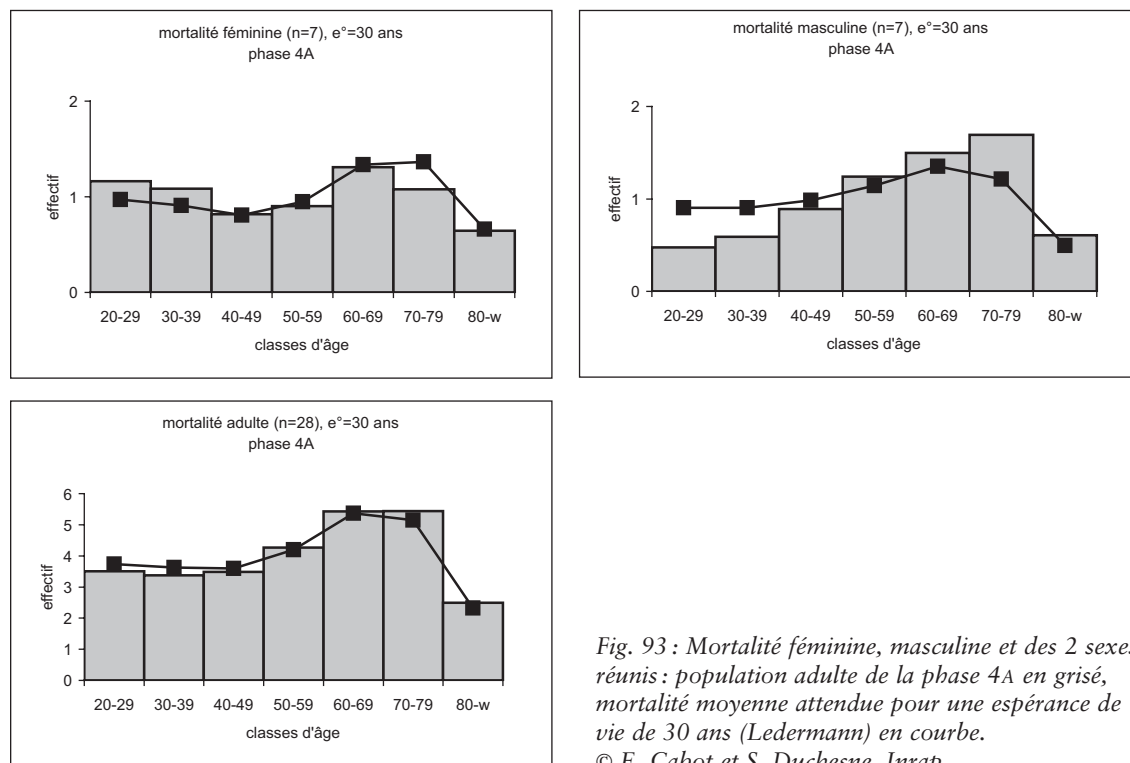 mortalité féminine (n=7), e°=30 ans
phase 4A
2
1
0
effectif
20-29 30-39 40-49 50-59 60-69 70-79 80-w
classes d'âge
mortalité masculine (n=7), e°=30 ans
phase 4A
2
1
0
effectif
20-29 30-39 40-49 50-59 60-69 70-79 80-w
classes d'âge
mortalité adulte (n=28), e°=30 ans
phase 4A
6
5
4
3
2
1
0
effectif
20-29 30-39 40-49 50-59 60-69 70-79 80-w
classes d'âge
Fig. 93 : Mortalité féminine, masculine et des 2 sexes
réunis : population adulte de la phase 4A en grisé,
mortalité moyenne attendue pour une espérance de
vie de 30 ans (Ledermann) en courbe.
© E. Cabot et S. Duchesne, Inrap